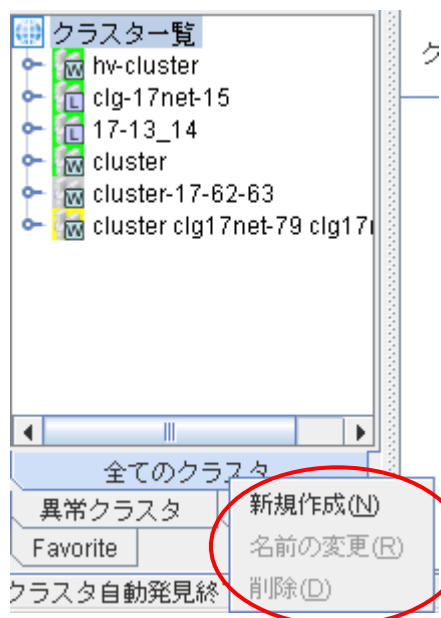 クラスタ一覧
hv-cluster
clg-17net-15
17-13_14
cluster
cluster-17-62-63
cluster clg17net-79 clg17
ク
全てのクラスタ
異常クラスタ
Favorite
新規作成(N)
名前の変更(R)
削除(D)
クラスタ自動発見終